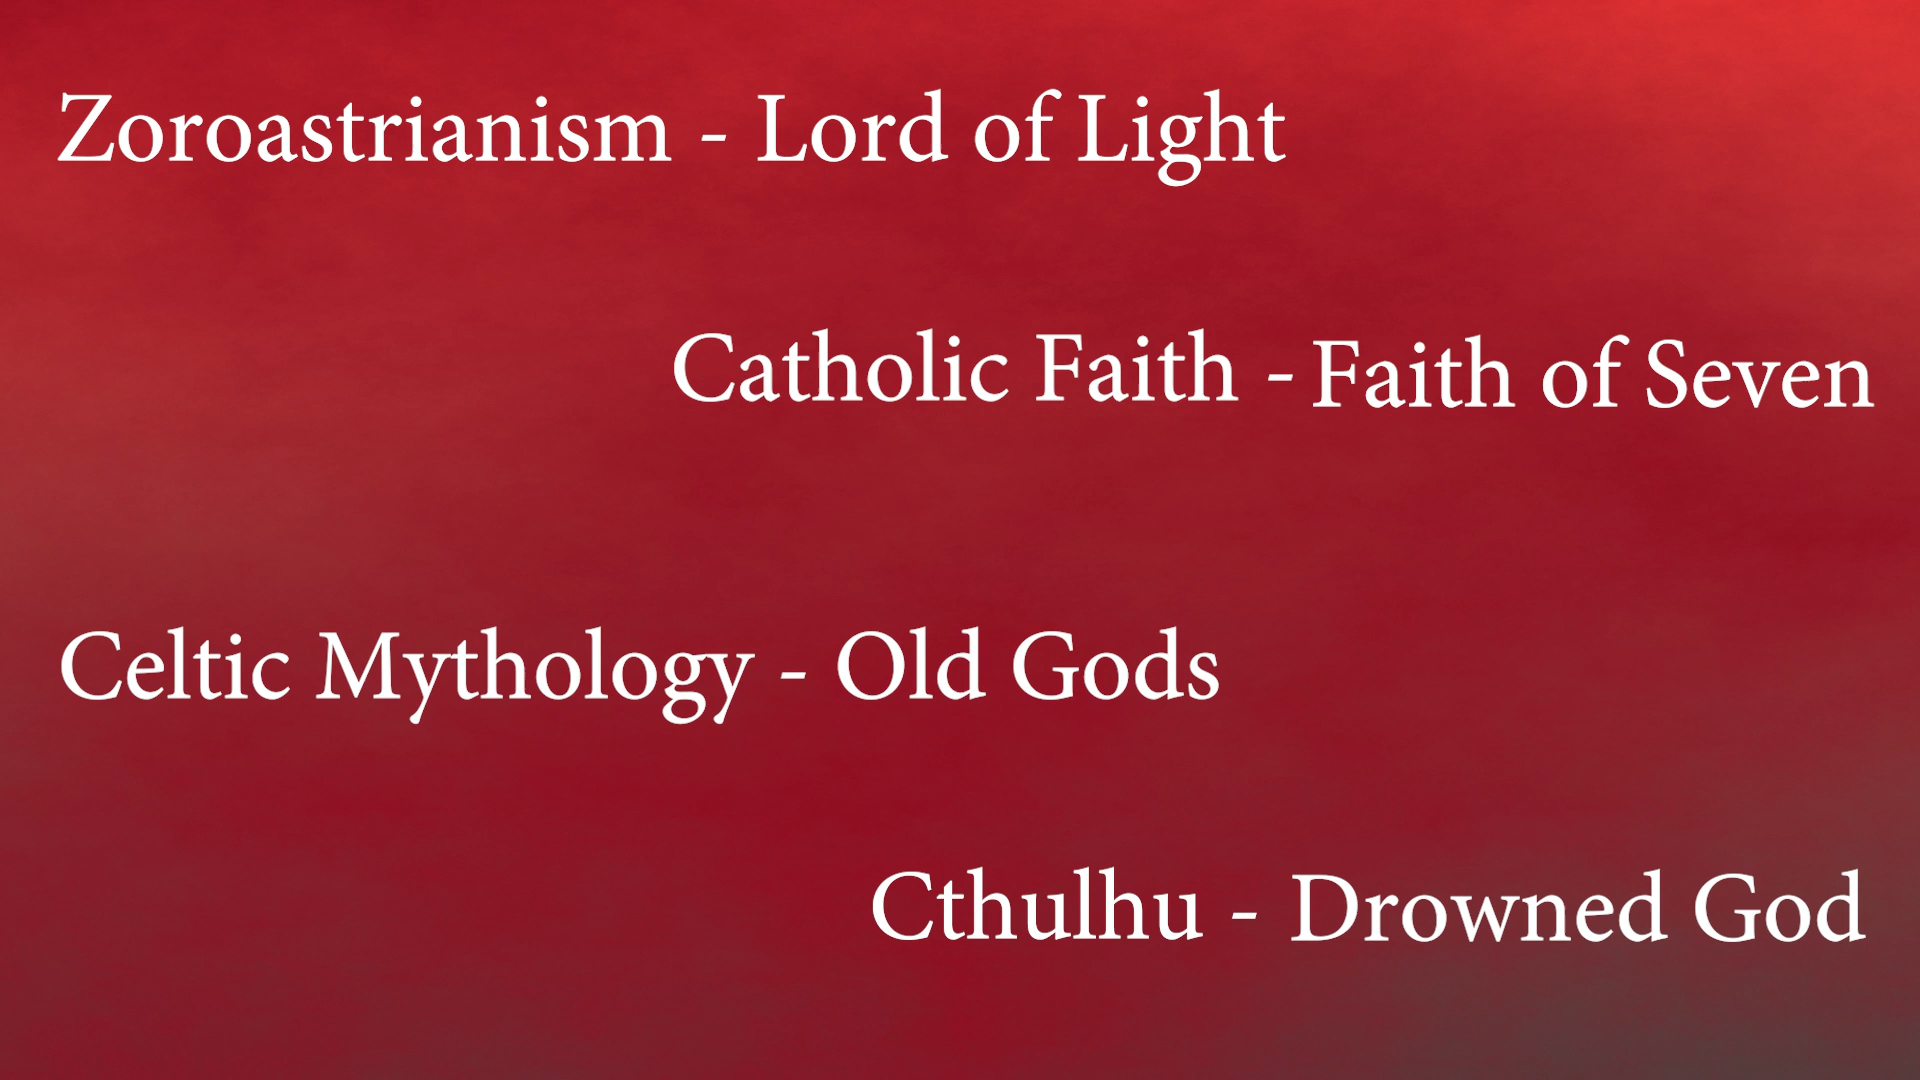 Zoroastrianism - Lord of Light
Catholic Faith - Faith of Seven
Celtic Mythology - Old Gods
Cthulhu - Drowned God